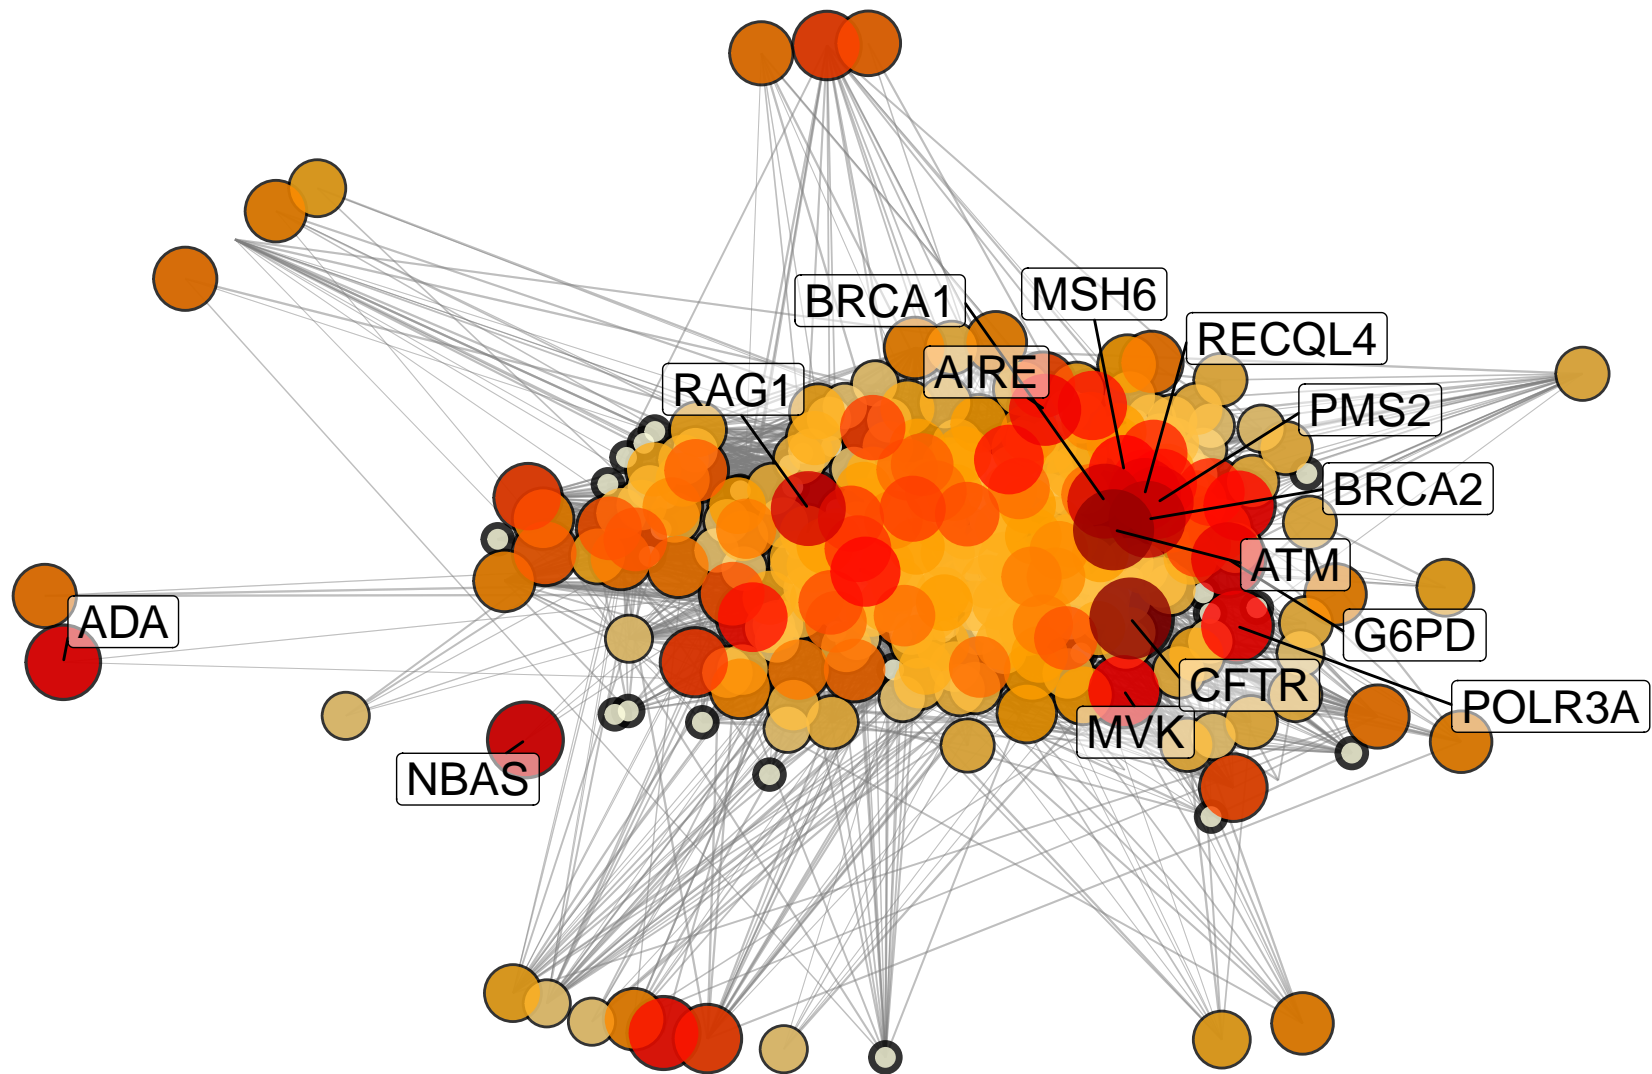 BRCA1
MSH6
RECQL4
AIRE
RAG1
PMS2
BRCA2
ATM
ADA
G6PD
CFTR
POLR3A
MVK
NBAS